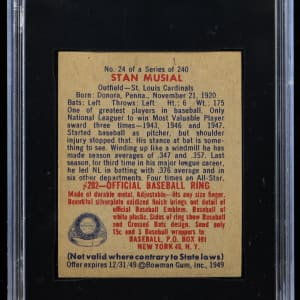 No. 24 of a Series of 240
STAN MUSIAL
Outfield—St. Louis Cardinals
Born: Donora, Penna., November 21, 1920
Bats: Left Throws: Left Ht.: 6 Wt.: 175
One of greatest players in baseball. Only
National Leaguer to win Most Valuable Player
award three times—1943, 1946 and 1947.
Started baseball as pitcher, but shoulder
injury stopped that. His stance at bat is some-
thing to see. Winding up like a windmill he has
made season averages of .347 and .357. Last
season, for third time in his major league career,
he led NL in batting with .376 average and in
six other departments. Four times an All-Star.
#202—OFFICIAL BASEBALL RING
Made of durable metal. Adjustable—fits any size finger.
Beautiful silverplate oxidized finish brings out detail
of Official Baseball Emblem. Baseball of
white plastic. Sides of ring show Baseball
and Crossed Bats design. Send only
15c and 3 Baseball wrappers to
BASEBALL, P.O. BOX 491
NEW YORK 46, N.Y.
(Not valid where contrary to State laws)
Offer expires 12/31/49 ©Bowman Gum, Inc., 1949